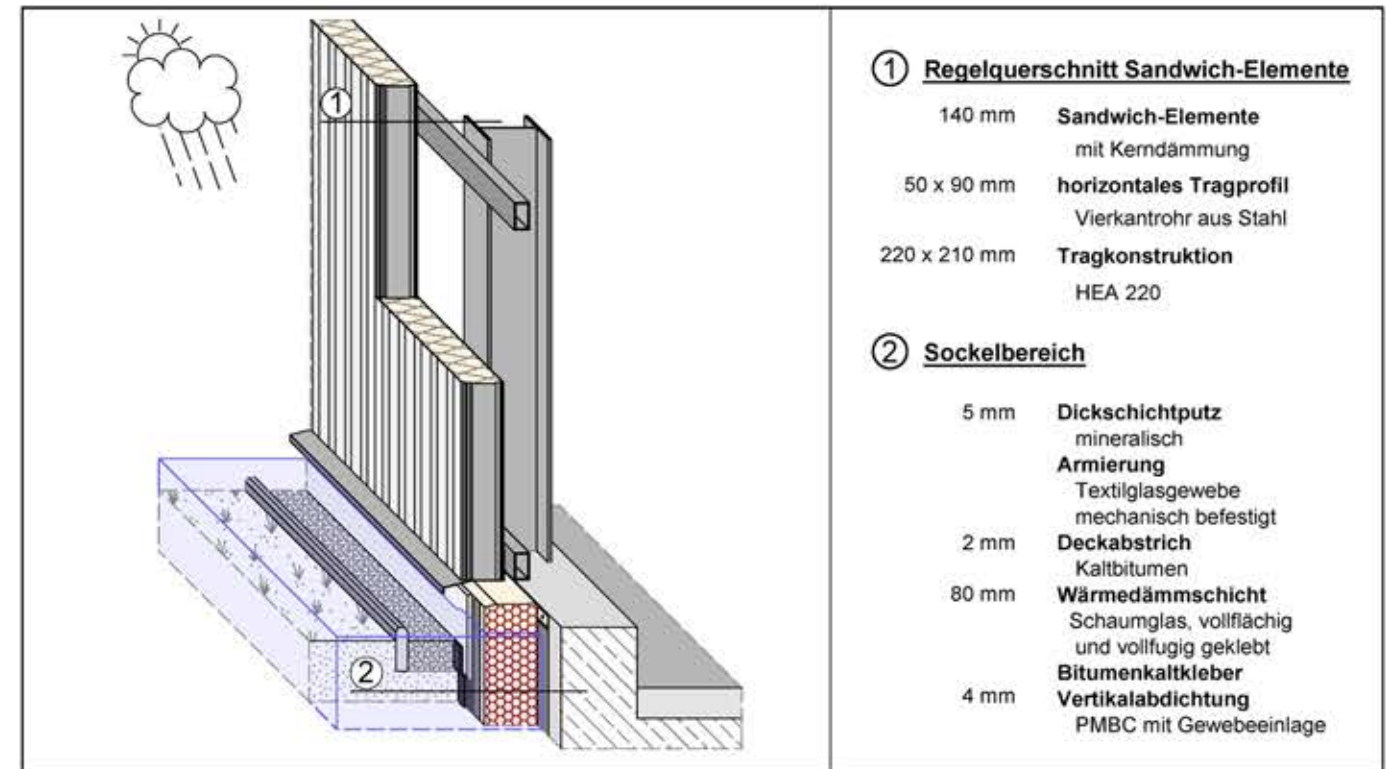 1
2
1 Regelquerschnitt Sandwich-Elemente
140 mm Sandwich-Elemente
mit Kerndämmung
50 x 90 mm horizontales Tragprofil
Vierkantrohr aus Stahl
220 x 210 mm Tragkonstruktion
HEA 220
2 Sockelbereich
5 mm Dickschichtputz
mineralisch
Armierung
Textilglasgewebe
mechanisch befestigt
2 mm Deckabstrich
Kaltbitumen
80 mm Wärmedämmschicht
Schaumglas, vollflächig
und vollfugig geklebt
Bitumenkaltkleber
4 mm Vertikalabdichtung
PMBC mit Gewebeeinlage